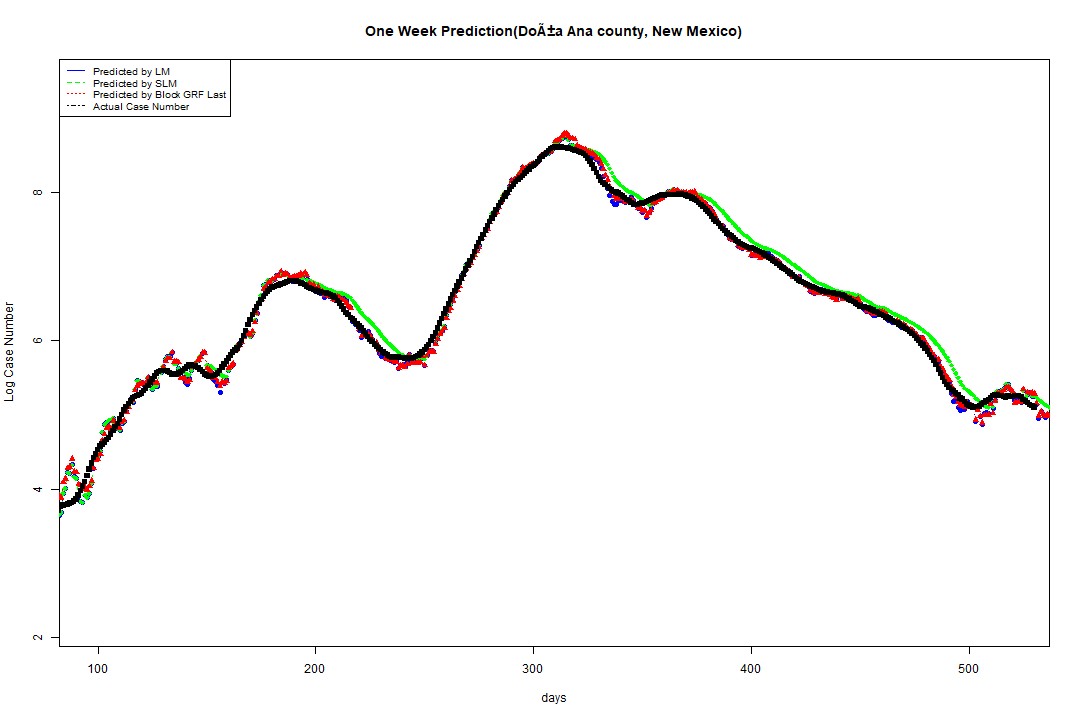 One Week Prediction(DoÃ±a Ana county, New Mexico)
Predicted by LM
Predicted by SLM
Predicted by Block GRF Last
Actual Case Number
Log Case Number
8
6
4
2
100 200 300 400 500
days